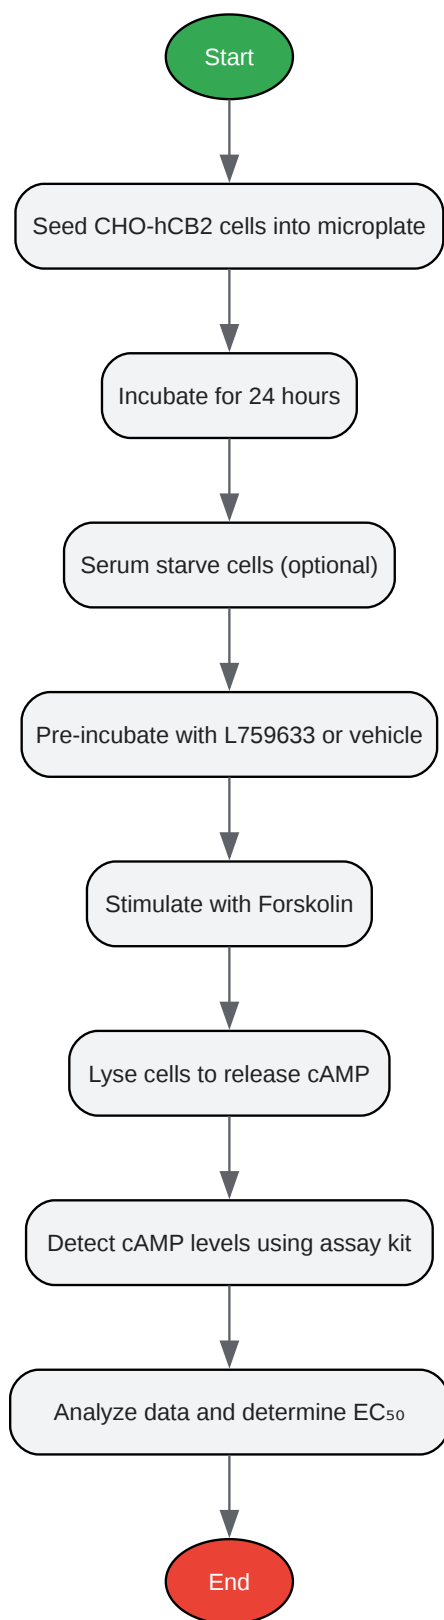 Start
Seed CHO-hCB2 cells into microplate
Incubate for 24 hours
Serum starve cells (optional)
Pre-incubate with L759633 or vehicle
Stimulate with Forskolin
Lyse cells to release cAMP
Detect cAMP levels using assay kit
Analyze data and determine EC₅₀
End